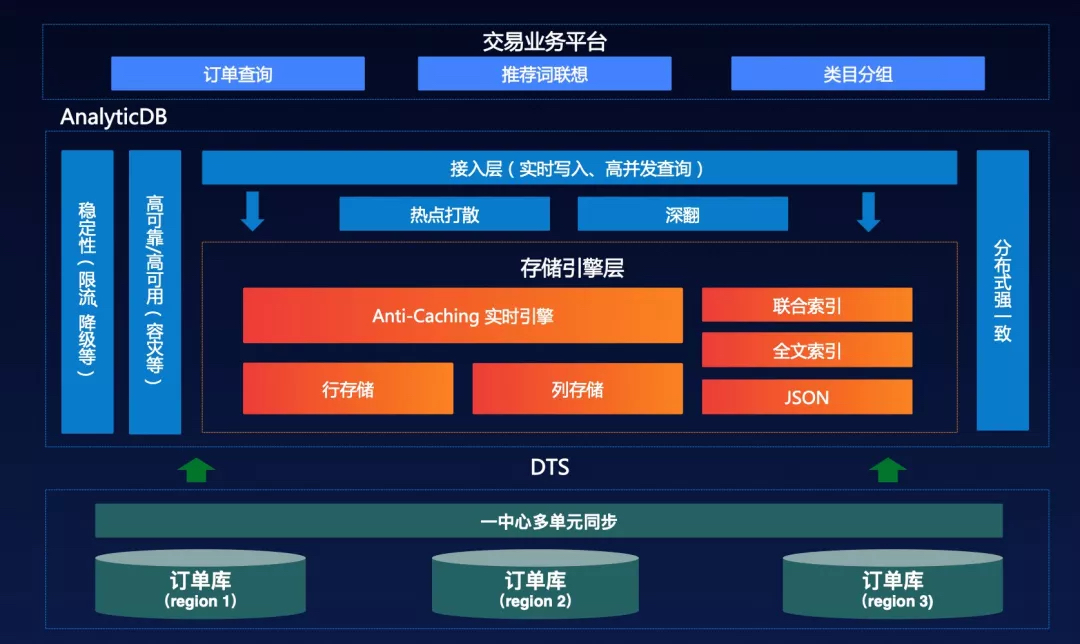 交易业务平台
订单查询
推荐词联想
类目分组
AnalyticDB
稳定性(限流、降级等)
高可靠/高可用(容灾等)
接入层(实时写入、高并发查询)
热点打散
深翻
存储引擎层
Anti-Caching 实时引擎
行存储
列存储
联合索引
全文索引
JSON
分布式强一致
DTS
一中心多单元同步
订单库
(region 1)
订单库
(region 2)
订单库
(region 3)